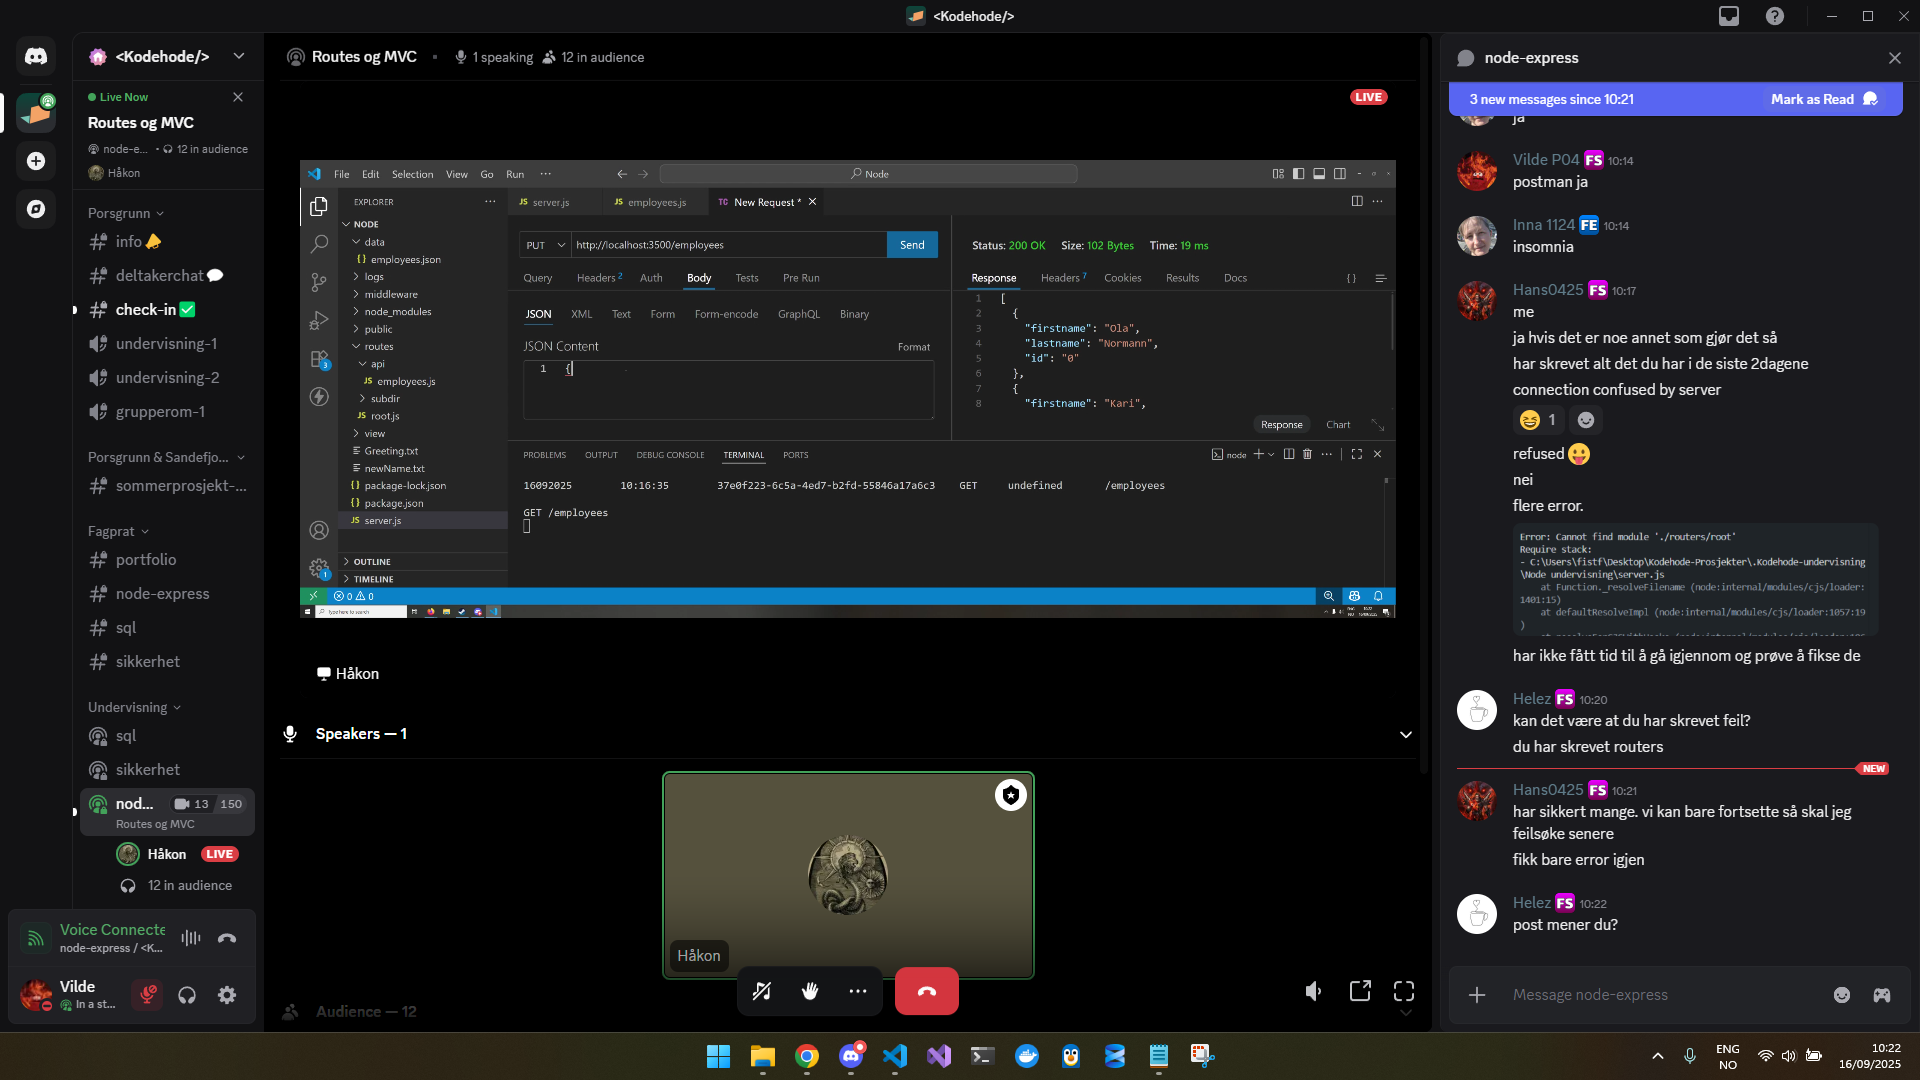 <Kodehode/>
<Kodehode/>
Live Now
Routes og MVC
node-e... • 12 in audience
Håkon
Porsgrunn
info
deltakerchat
check-in
undervisning-1
undervisning-2
grupperom-1
Porsgrunn & Sandefjo...
sommerprosjekt-...
Fagprat
portfolio
node-express
sql
sikkerhet
Undervisning
sql
sikkerhet
nod... 13 150
Routes og MVC
Håkon LIVE
12 in audience
Voice Connecte
node-express / <K...
Vilde
In a st...
Routes og MVC • 1 speaking 12 in audience
LIVE
File Edit Selection View Go Run ··· Node
EXPLORER ···
NODE
data
{} employees.json
logs
middleware
node_modules
public
routes
api
JS employees.js
subdir
JS root.js
view
Greeting.txt
newName.txt
{} package-lock.json
{} package.json
JS server.js
OUTLINE
TIMELINE
3
1
JS server.js JS employees.js TC New Request *
PUT http://localhost:3500/employees Send
Query Headers 2 Auth Body Tests Pre Run
JSON XML Text Form Form-encode GraphQL Binary
JSON Content Format
1 {
Status: 200 OK Size: 102 Bytes Time: 19 ms
Response Headers 7 Cookies Results Docs {}
1 [
2 {
3 "firstname": "Ola",
4 "lastname": "Normann",
5 "id": "0"
6 },
7 {
8 "firstname": "Kari",
Response Chart
PROBLEMS OUTPUT DEBUG CONSOLE TERMINAL PORTS node
16092025 10:16:35 37e0f223-6c5a-4ed7-b2fd-55846a17a6c3 GET undefined /employees
GET /employees
0 0
Type here to search
Håkon
Speakers — 1
Håkon
Audience — 12
node-express
3 new messages since 10:21 Mark as Read
ja
Vilde P04 FS 10:14
postman ja
Inna 1124 FE 10:14
insomnia
Hans0425 FS 10:17
me
ja hvis det er noe annet som gjør det så
har skrevet alt det du har i de siste 2dagene
connection confused by server
1
refused
nei
flere error.
Error: Cannot find module './routers/root'
Require stack:
- C:\Users\fistf\Desktop\Kodehode-Prosjekter\.Kodehode-undervisning
\Node undervisning\server.js
at Function._resolveFilename (node:internal/modules/cjs/loader:
1401:15)
at defaultResolveImpl (node:internal/modules/cjs/loader:1057:19
)
har ikke fått tid til å gå igjennom og prøve å fikse de
Helez FS 10:20
kan det være at du har skrevet feil?
du har skrevet routers
NEW
Hans0425 FS 10:21
har sikkert mange. vi kan bare fortsette så skal jeg
feilsøke senere
fikk bare error igjen
Helez FS 10:22
post mener du?
Message node-express
ENG
NO
10:22
16/09/2025